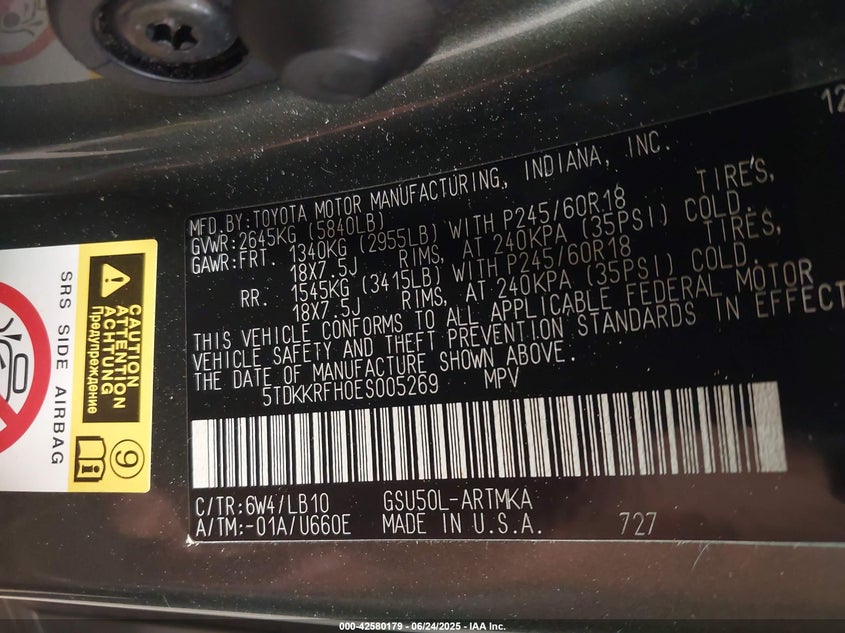 12
MFD. BY: TOYOTA MOTOR MANUFACTURING, INDIANA, INC.
GVWR: 2645KG (5840LB)
GAWR: FRT. 1340KG (2955LB) WITH P245/60R18 TIRES,
18X7.5J RIMS, AT 240KPA (35PSI) COLD.
RR. 1545KG (3415LB) WITH P245/60R18 TIRES,
18X7.5J RIMS, AT 240KPA (35PSI) COLD.
THIS VEHICLE CONFORMS TO ALL APPLICABLE FEDERAL MOTOR
VEHICLE SAFETY AND THEFT PREVENTION STANDARDS IN EFFECT
THE DATE OF MANUFACTURE SHOWN ABOVE.
5TDKKRFH0ES005269 MPV
C/TR: 6W4/LB10 GSU50L-ARTMKA
A/TM: -01A/U660E MADE IN U.S.A. 727
CAUTION
ATTENTION
ACHTUNG
Предупреждение
SRS SIDE AIRBAG
9
000-42580179 - 06/24/2025 - IAA Inc.